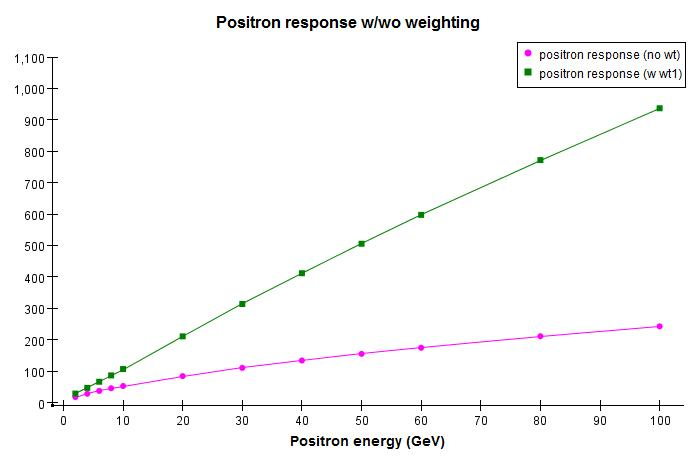 Positron response w/wo weighting
positron response (no wt)
positron response (w wt1)
1,100
1,000
900
800
700
600
500
400
300
200
100
0
0 10 20 30 40 50 60 70 80 90 100
Positron energy (GeV)